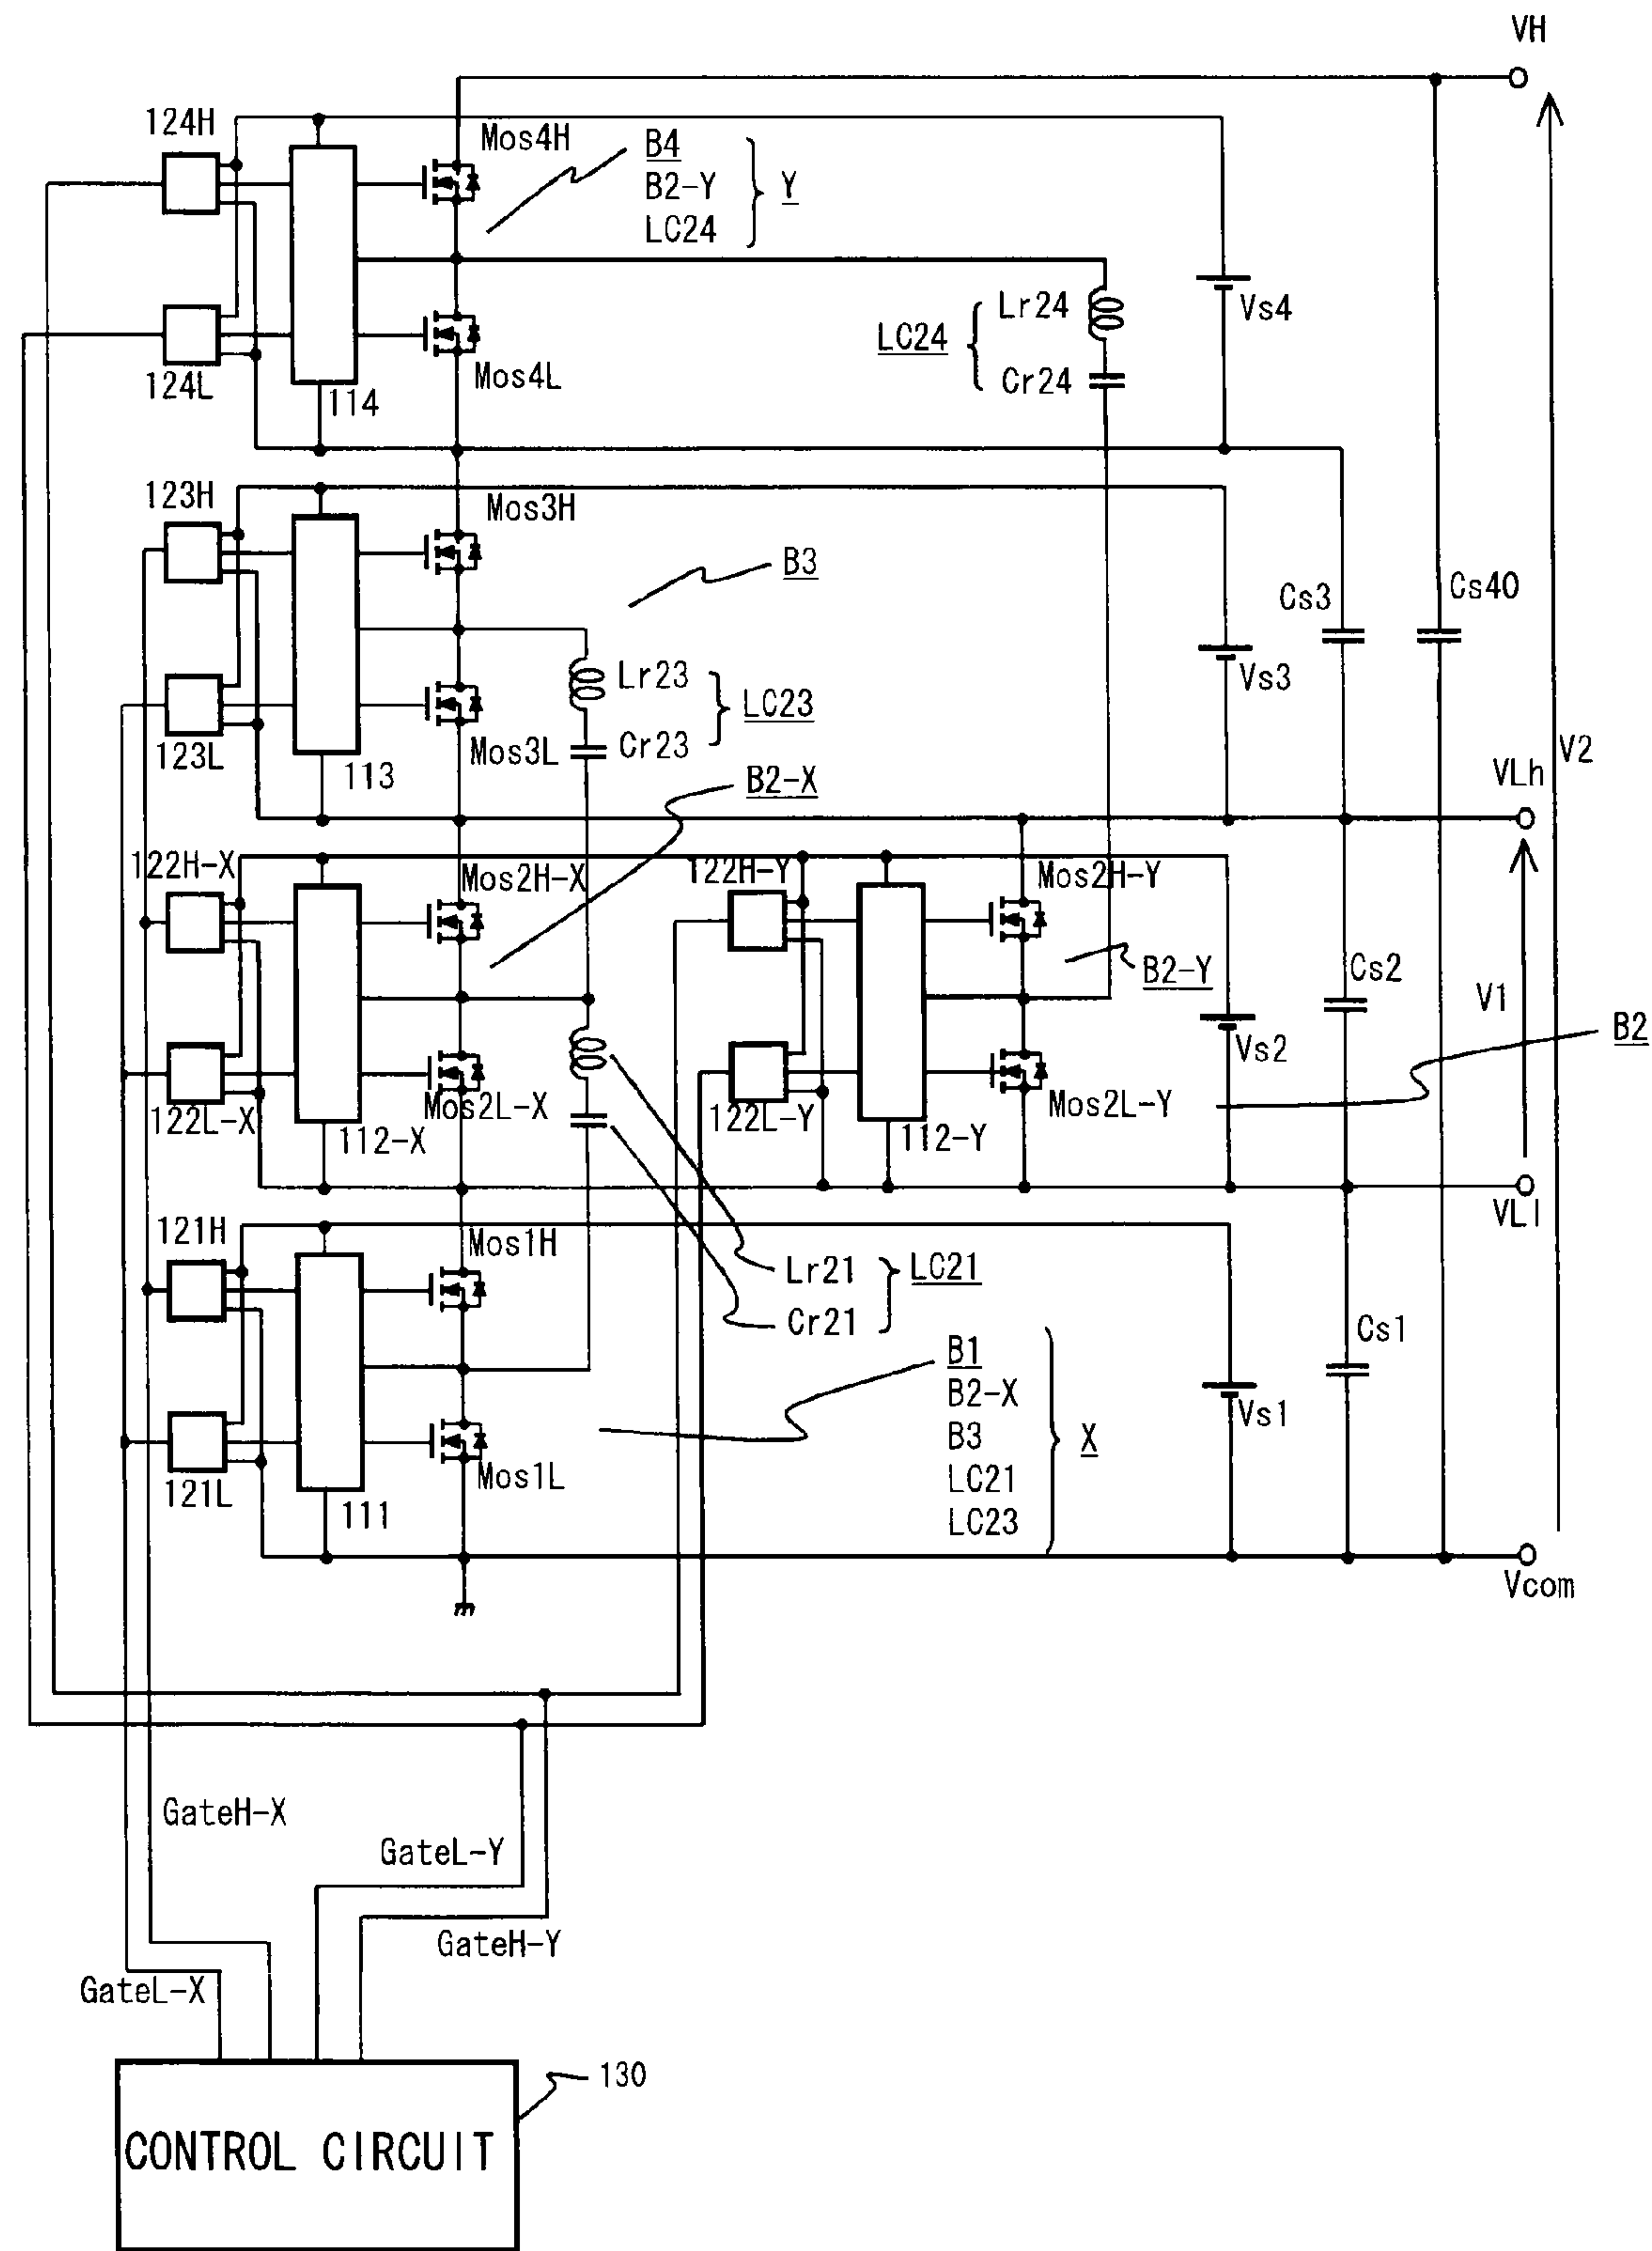 VH
124H
Mos4H
B4
B2-Y
LC24
Y
Lr24
LC24
Cr24
Vs4
124L
114
Mos4L
123H
Mos3H
B3
Cs3
Cs40
Lr23
LC23
Cr23
Vs3
123L
113
Mos3L
V2
VLh
B2-X
122H-X
Mos2H-X
122H-Y
Mos2H-Y
B2-Y
Cs2
V1
Vs2
B2
122L-X
Mos2L-X
112-X
122L-Y
Mos2L-Y
112-Y
VLl
121H
Mos1H
Lr21
LC21
Cr21
Cs1
B1
B2-X
B3
LC21
LC23
X
Vs1
121L
Mos1L
111
Vcom
GateH-X
GateL-Y
GateH-Y
GateL-X
130
CONTROL CIRCUIT